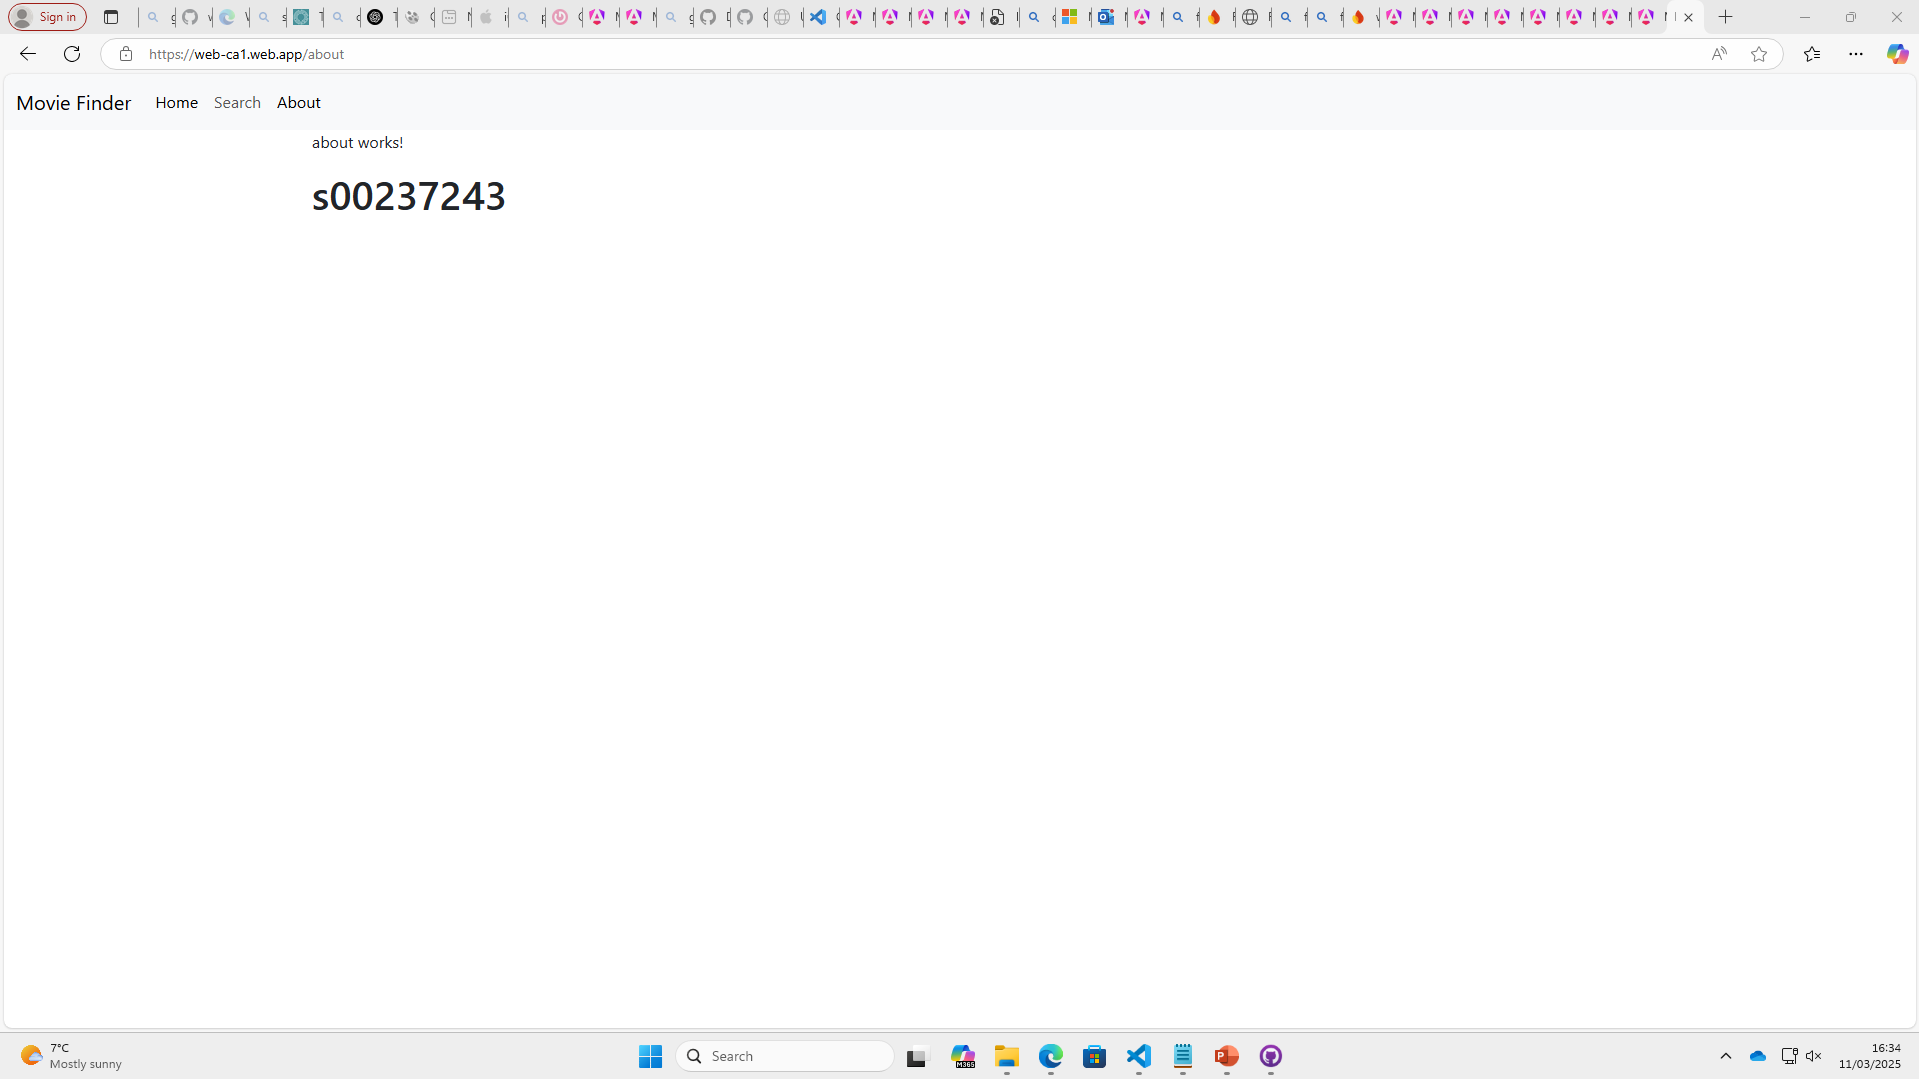 Sign in
https://web-ca1.web.app/about
Movie Finder Home Search About
about works!
s00237243
7°C
Mostly sunny
Search
16:34
11/03/2025